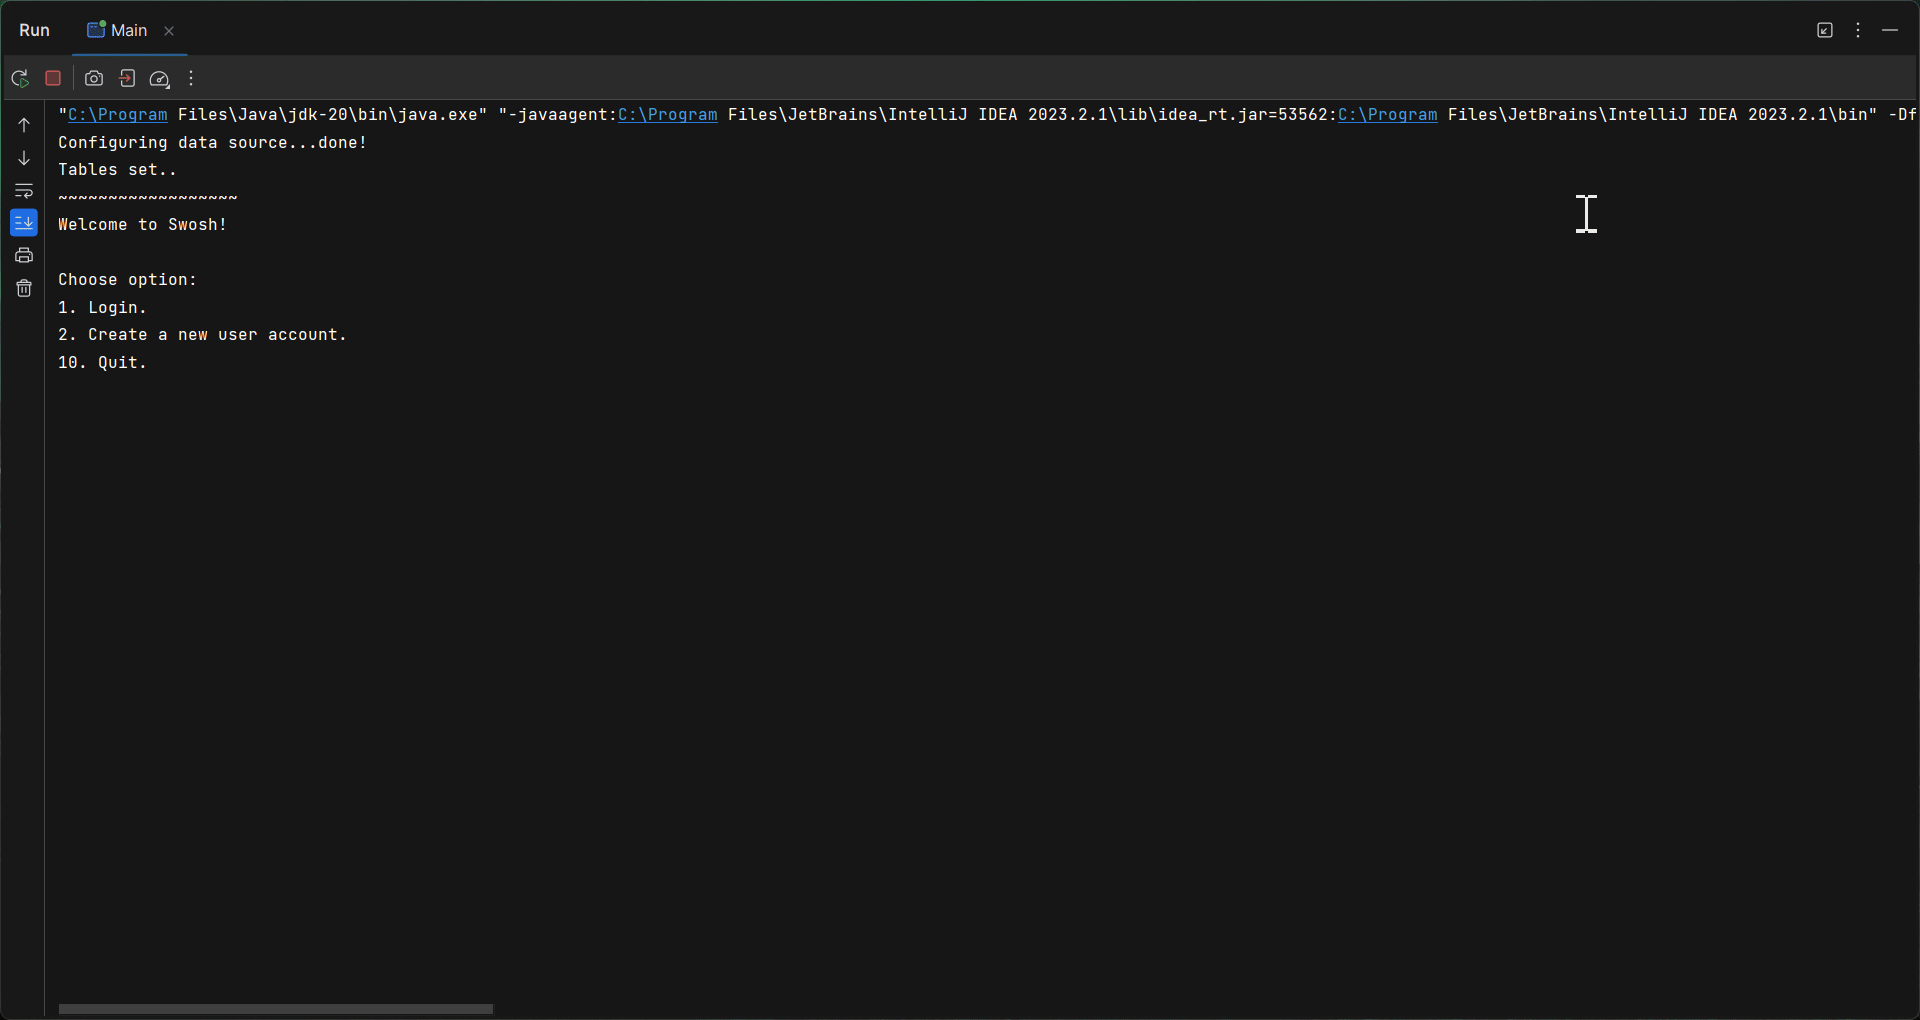 Run Main
"C:\Program Files\Java\jdk-20\bin\java.exe" "-javaagent:C:\Program Files\JetBrains\IntelliJ IDEA 2023.2.1\lib\idea_rt.jar=53562:C:\Program Files\JetBrains\IntelliJ IDEA 2023.2.1\bin" -Df
Configuring data source...done!
Tables set..
~~~~~~~~~~~~~~~~~~
Welcome to Swosh!
Choose option:
1. Login.
2. Create a new user account.
10. Quit.